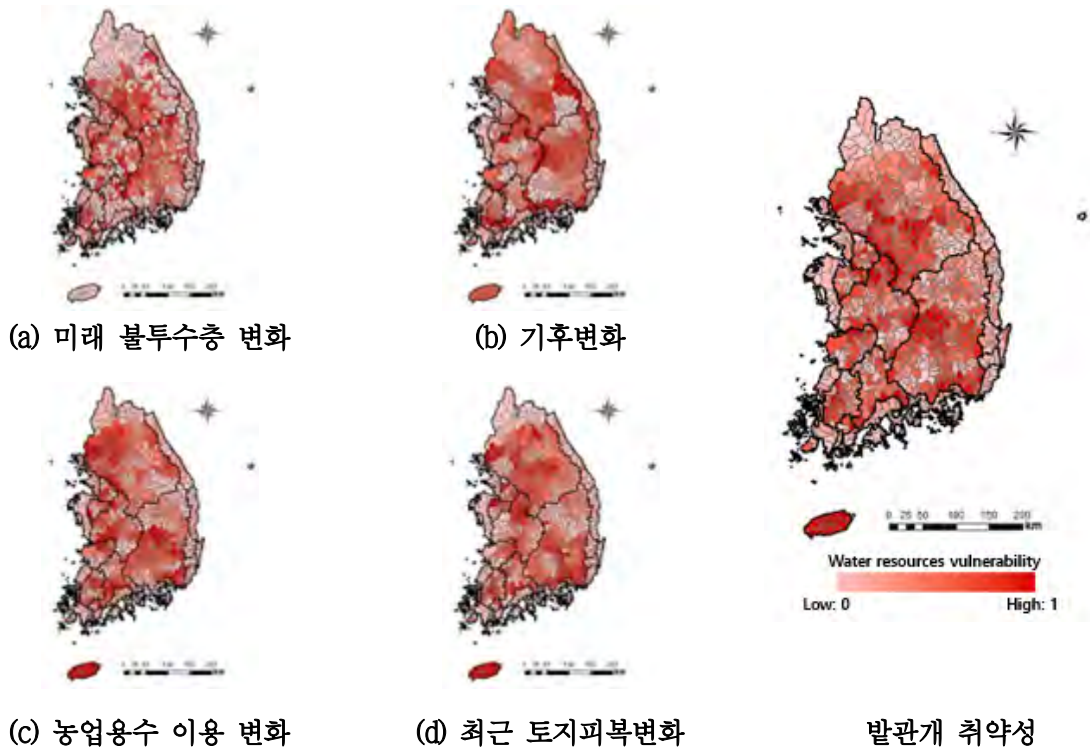 (a) 미래 불투수층 변화
(b) 기후변화
0 25 50 100 150 200
km
Water resources vulnerability
Low: 0
High: 1
(c) 농업용수 이용 변화
(d) 최근 토지피복변화
밭관개 취약성